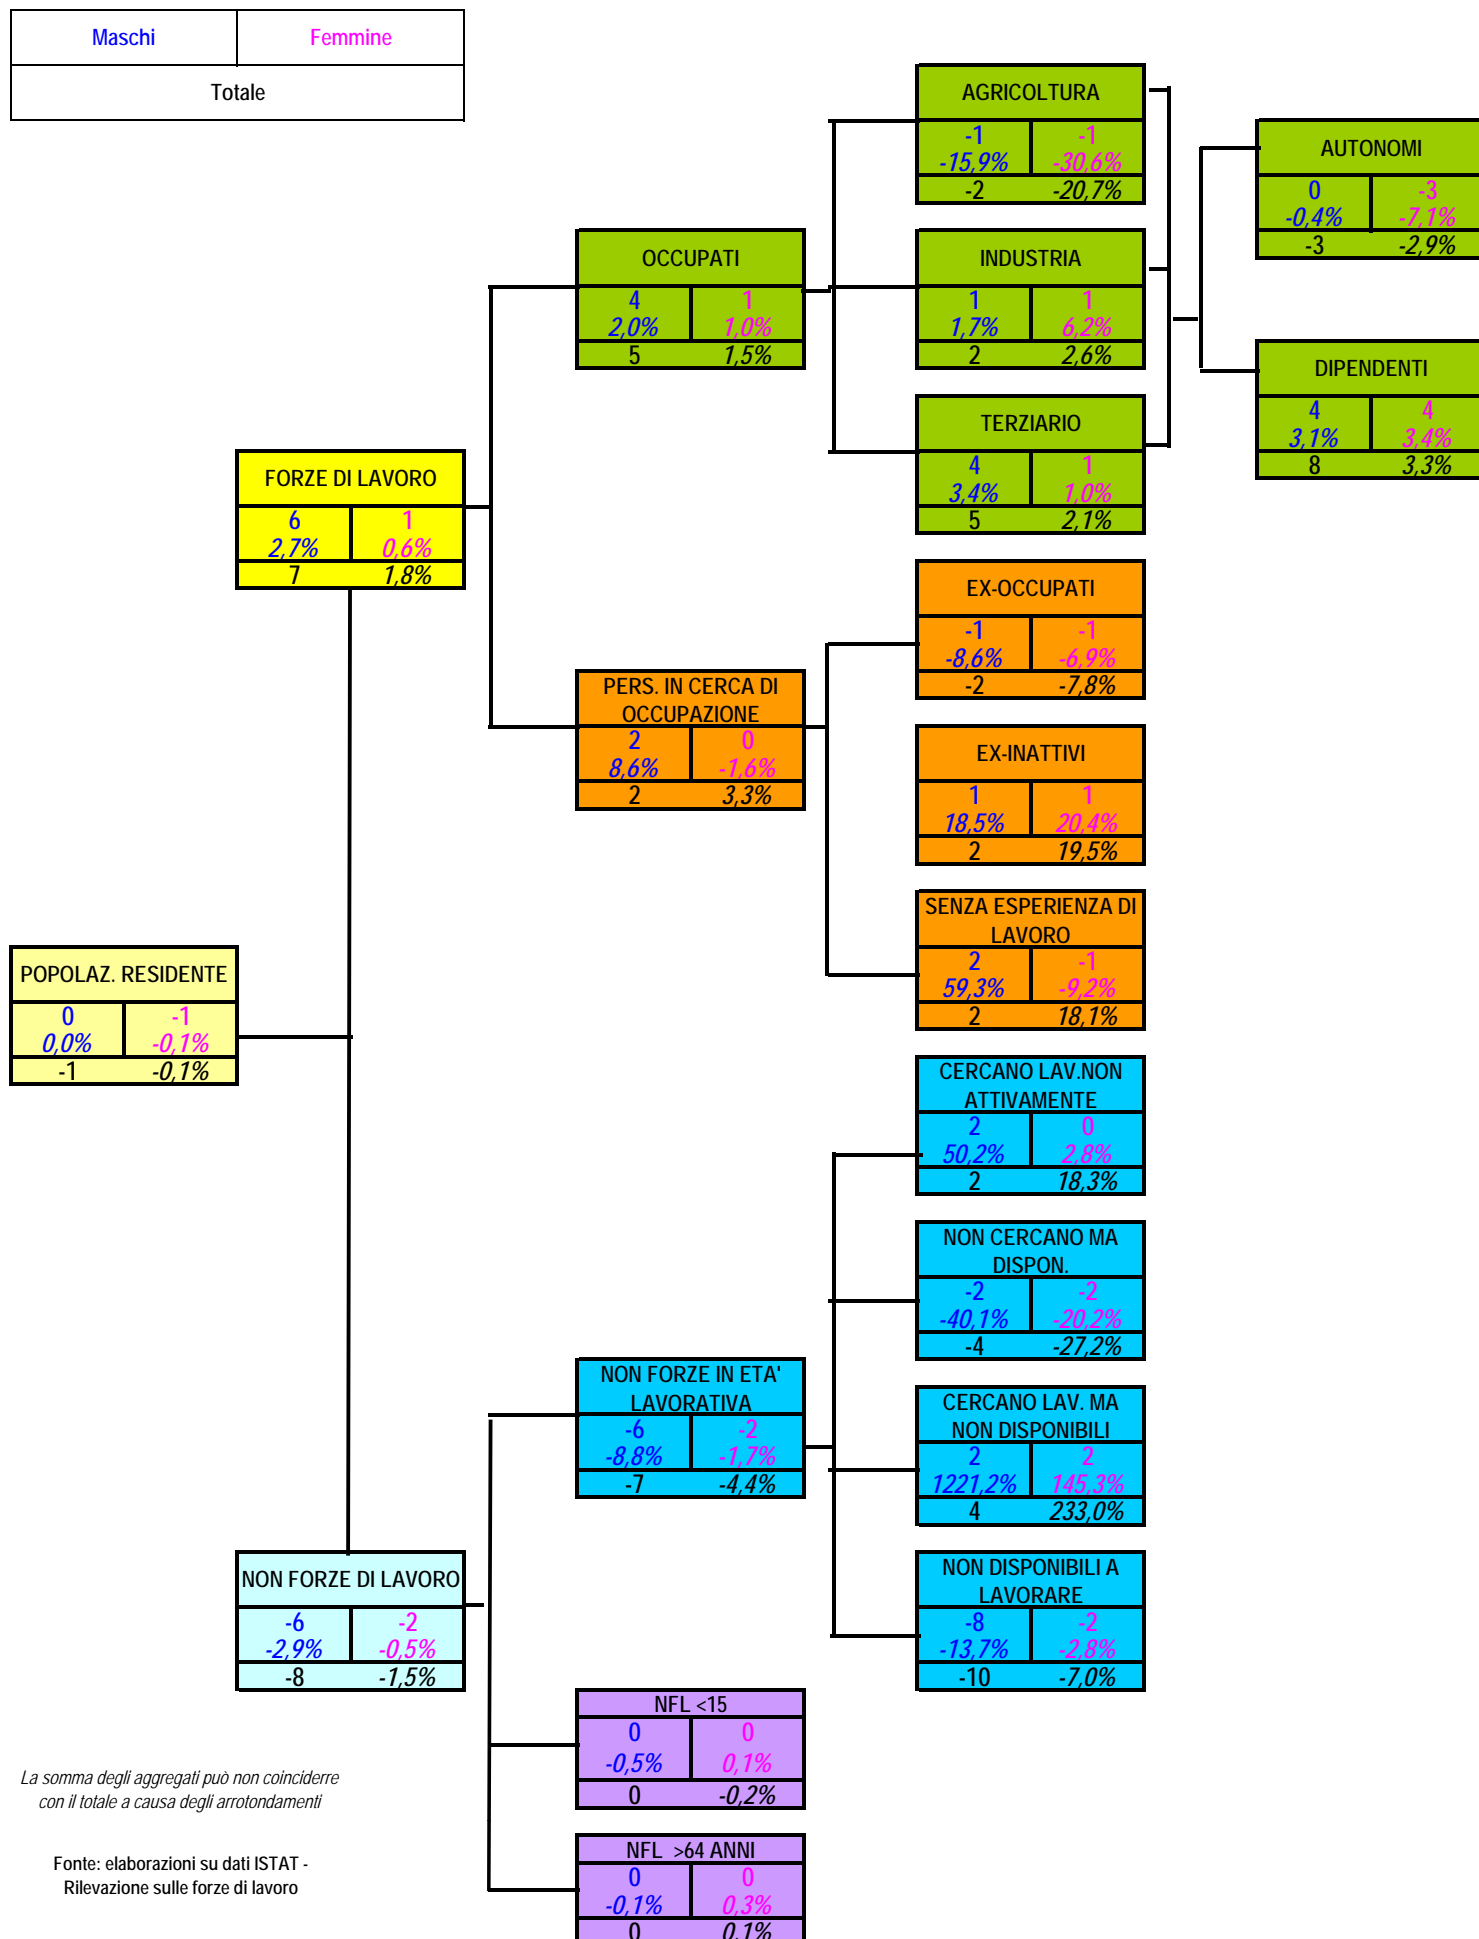 Maschi Femmine
Totale
AGRICOLTURA
-1 -1
-15,9% -30,6%
-2 -20,7%
AUTONOMI
0 -3
-0,4% -7,1%
-3 -2,9%
OCCUPATI
4 1
2,0% 1,0%
5 1,5%
INDUSTRIA
1 1
1,7% 6,2%
2 2,6%
DIPENDENTI
4 4
3,1% 3,4%
8 3,3%
TERZIARIO
4 1
3,4% 1,0%
5 2,1%
FORZE DI LAVORO
6 1
2,7% 0,6%
7 1,8%
EX-OCCUPATI
-1 -1
-8,6% -6,9%
-2 -7,8%
PERS. IN CERCA DI
OCCUPAZIONE
2 0
8,6% -1,6%
2 3,3%
EX-INATTIVI
1 1
18,5% 20,4%
2 19,5%
SENZA ESPERIENZA DI
LAVORO
2 -1
59,3% -9,2%
2 18,1%
POPOLAZ. RESIDENTE
0 -1
0,0% -0,1%
-1 -0,1%
CERCANO LAV.NON
ATTIVAMENTE
2 0
50,2% 2,8%
2 18,3%
NON CERCANO MA
DISPON.
-2 -2
-40,1% -20,2%
-4 -27,2%
NON FORZE IN ETA'
LAVORATIVA
-6 -2
-8,8% -1,7%
-7 -4,4%
CERCANO LAV. MA
NON DISPONIBILI
2 2
1221,2% 145,3%
4 233,0%
NON FORZE DI LAVORO
-6 -2
-2,9% -0,5%
-8 -1,5%
NON DISPONIBILI A
LAVORARE
-8 -2
-13,7% -2,8%
-10 -7,0%
NFL <15
0 0
-0,5% 0,1%
0 -0,2%
NFL >64 ANNI
0 0
-0,1% 0,3%
0 0,1%
La somma degli aggregati può non coinciderre
con il totale a causa degli arrotondamenti
Fonte: elaborazioni su dati ISTAT -
Rilevazione sulle forze di lavoro